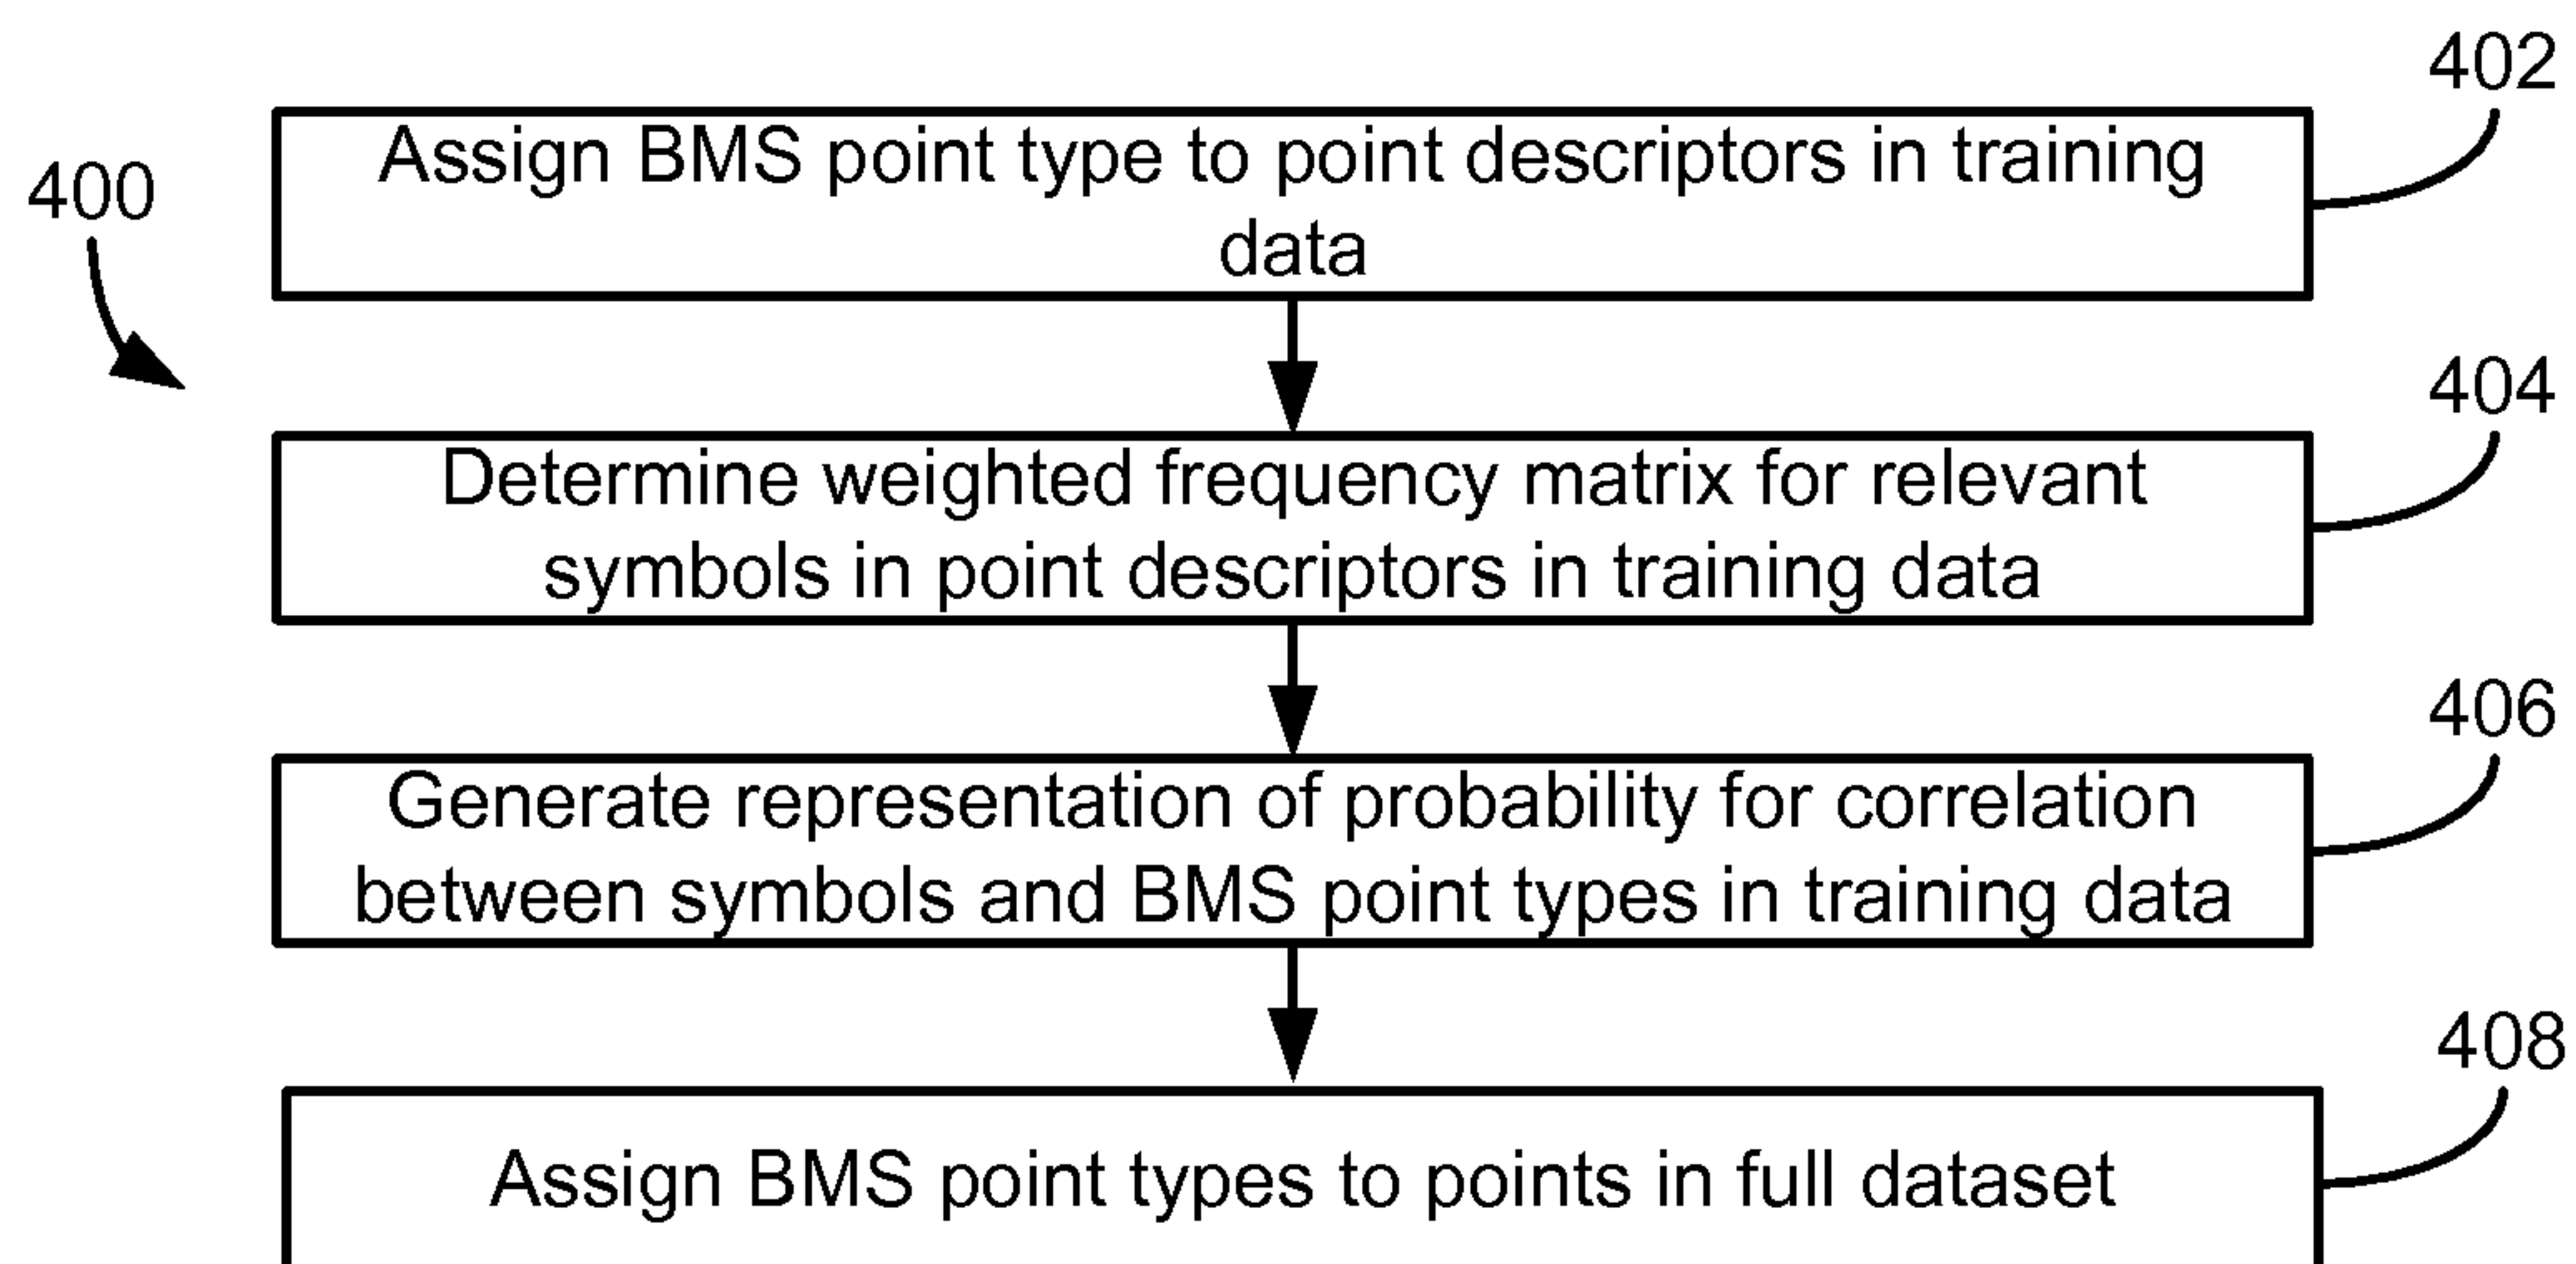 402
Assign BMS point type to point descriptors in training
data
400
404
Determine weighted frequency matrix for relevant
symbols in point descriptors in training data
406
Generate representation of probability for correlation
between symbols and BMS point types in training data
408
Assign BMS point types to points in full dataset